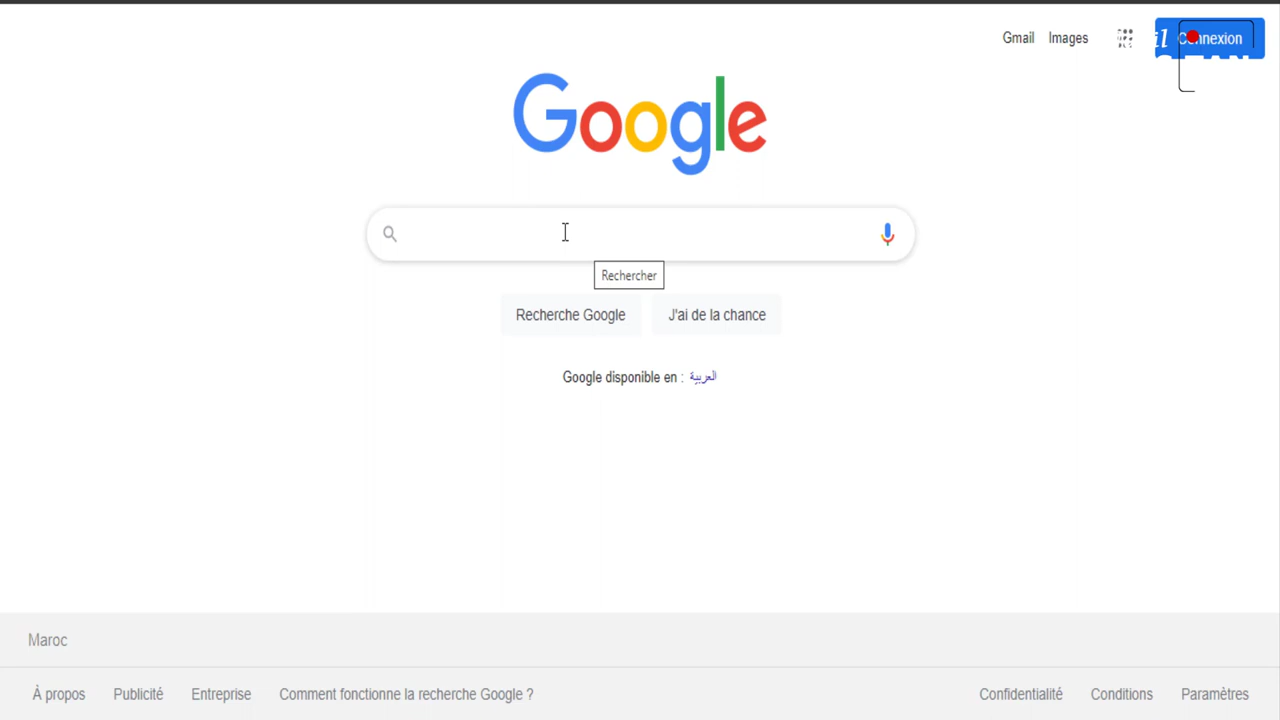 Gmail Images
Connexion
Google
Rechercher
Recherche Google J'ai de la chance
Google disponible en : العربية
Maroc
À propos Publicité Entreprise Comment fonctionne la recherche Google ? Confidentialité Conditions Paramètres